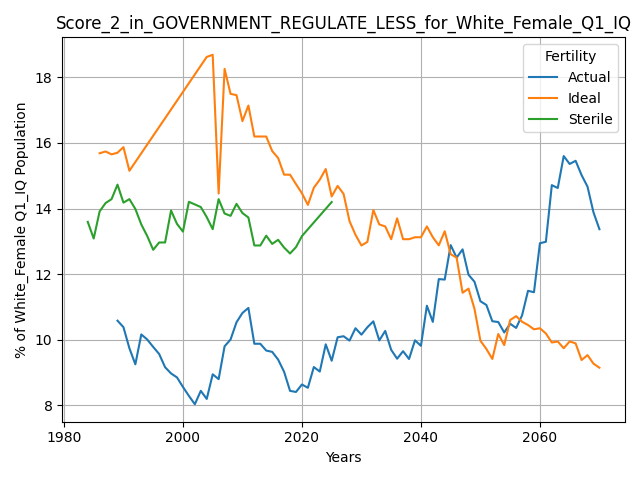 Score_2_in_GOVERNMENT_REGULATE_LESS_for_White_Female_Q1_IQ
Fertility
Actual
Ideal
Sterile
% of White_Female Q1_IQ Population
18
16
14
12
10
8
1980
2000
2020
2040
2060
Years